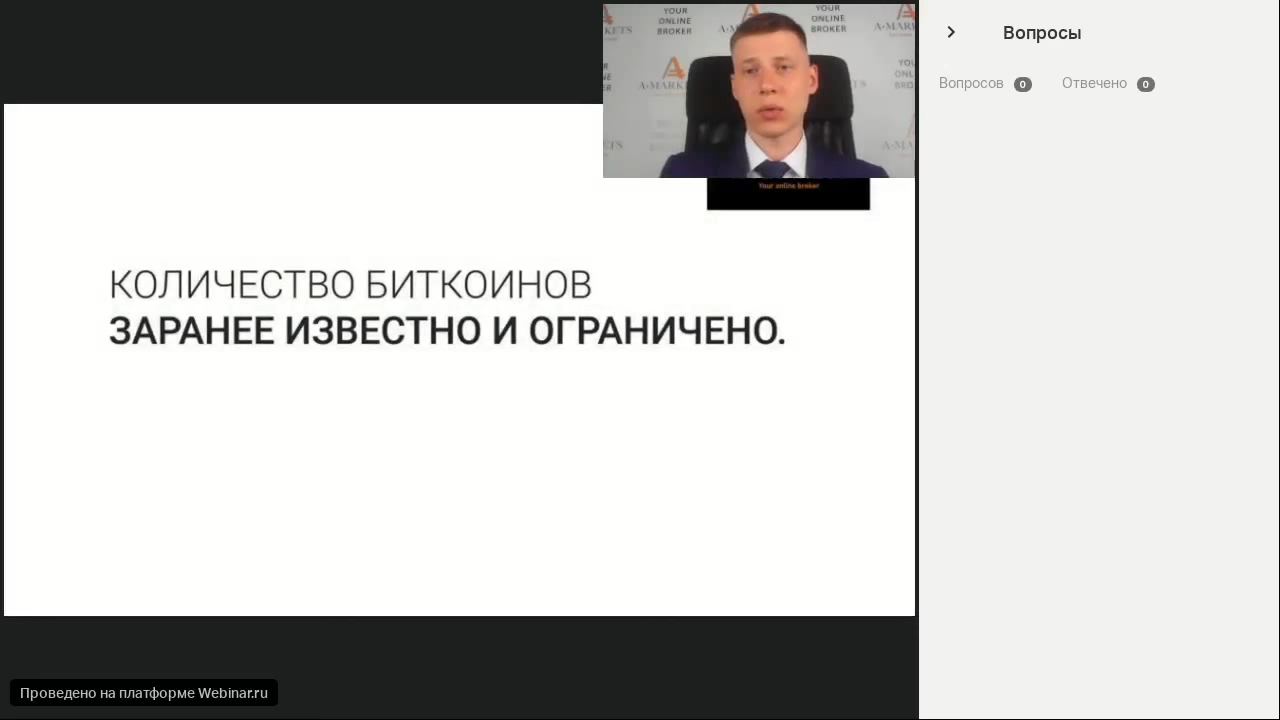 YOUR
ONLINE
BROKER
YOUR
ONLINE
BROKER
A·MARKETS
Your online broker
КОЛИЧЕСТВО БИТКОИНОВ
ЗАРАНЕЕ ИЗВЕСТНО И ОГРАНИЧЕНО.
Проведено на платформе Webinar.ru
Вопросы
Вопросов 0 Отвечено 0